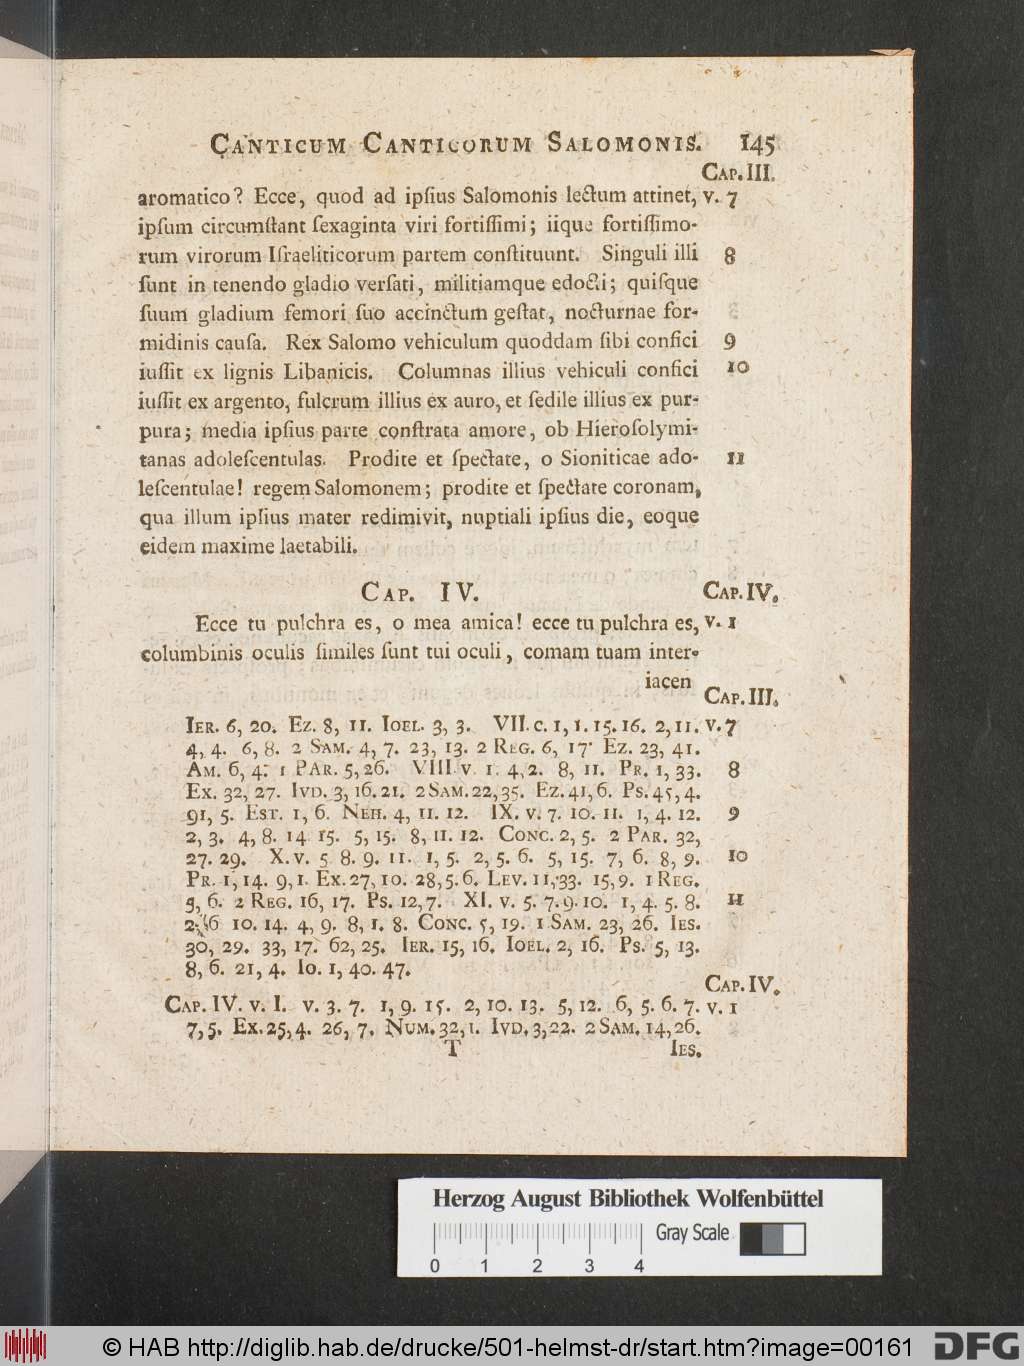 CANTICUM CANTICORUM SALOMONIS. 145
CAP. III.
aromatico? Ecce, quod ad ipſius Salomonis lectum attinet, v. 7
ipſum circumſtant ſexaginta viri fortiſſimi; iique fortiſſimo-
rum virorum Iſraeliticorum partem conſtituunt. Singuli illi 8
ſunt in tenendo gladio verſati, militiamque edocti; quiſque
ſuum gladium femori ſuo accinctum geſtat, nocturnae for-
midinis cauſa. Rex Salomo vehiculum quoddam ſibi confici 9
iuſſit ex lignis Libanicis. Columnas illius vehiculi confici 10
iuſſit ex argento, fulcrum illius ex auro, et ſedile illius ex pur-
pura; media ipſius parte conſtrata amore, ob Hieroſolymi-
tanas adoleſcentulas. Prodite et ſpectate, o Sioniticae ado- 11
leſcentulae! regem Salomonem; prodite et ſpectate coronam,
qua illum ipſius mater redimivit, nuptiali ipſius die, eoque
eidem maxime laetabili.
CAP. IV. CAP. IV.
Ecce tu pulchra es, o mea amica! ecce tu pulchra es, v. 1
columbinis oculis ſimiles ſunt tui oculi, comam tuam inter-
iacen
CAP. III.
IER. 6, 20. EZ. 8, 11. IOEL. 3, 3. VII. c. 1, 1. 15. 16. 2, 11. v. 7
4, 4. 6, 8. 2 SAM. 4, 7. 23, 13. 2 REG. 6, 17. EZ. 23, 41.
AM. 6, 4. 1 PAR. 5, 26. VIII v. 1. 4, 2. 8, 11. PR. 1, 33. 8
EX. 32, 27. IVD. 3, 16. 21. 2 SAM. 22, 35. EZ. 41, 6. PS. 45, 4.
91, 5. EST. 1, 6. NEH. 4, 11. 12. IX. v. 7. 10. 11. 1, 4. 12. 9
2, 3. 4, 8. 14 15. 5, 15. 8, 11. 12. CONC. 2, 5. 2 PAR. 32,
27. 29. X. v. 5 8. 9. 11. 1, 5. 2, 5. 6. 5, 15. 7, 6. 8, 9. 10
PR. 1, 14. 9, 1. EX. 27, 10. 28, 5. 6. LEV. 11, 33. 15, 9. 1 REG.
5, 6. 2 REG. 16, 17. PS. 12, 7. XI. v. 5. 7. 9. 10. 1, 4. 5. 8. 11
10. 14. 4, 9. 8, 1. 8. CONC. 5, 19. 1 SAM. 23, 26. IES.
30, 29. 33, 17. 62, 25. IER. 15, 16. IOEL. 2, 16. PS. 5, 13.
8, 6. 21, 4. IO. 1, 40. 47.
CAP. IV.
CAP. IV. v. I. v. 3. 7. 1, 9. 15. 2, 10. 13. 5, 12. 6, 5. 6. 7. v. 1
7, 5. EX. 25, 4. 26, 7. NUM. 32, 1. IVD. 3, 22. 2 SAM. 14, 26.
T IES.
Herzog August Bibliothek Wolfenbüttel
Gray Scale
0 1 2 3 4
© HAB http://diglib.hab.de/drucke/501-helmst-dr/start.htm?image=00161 DFG